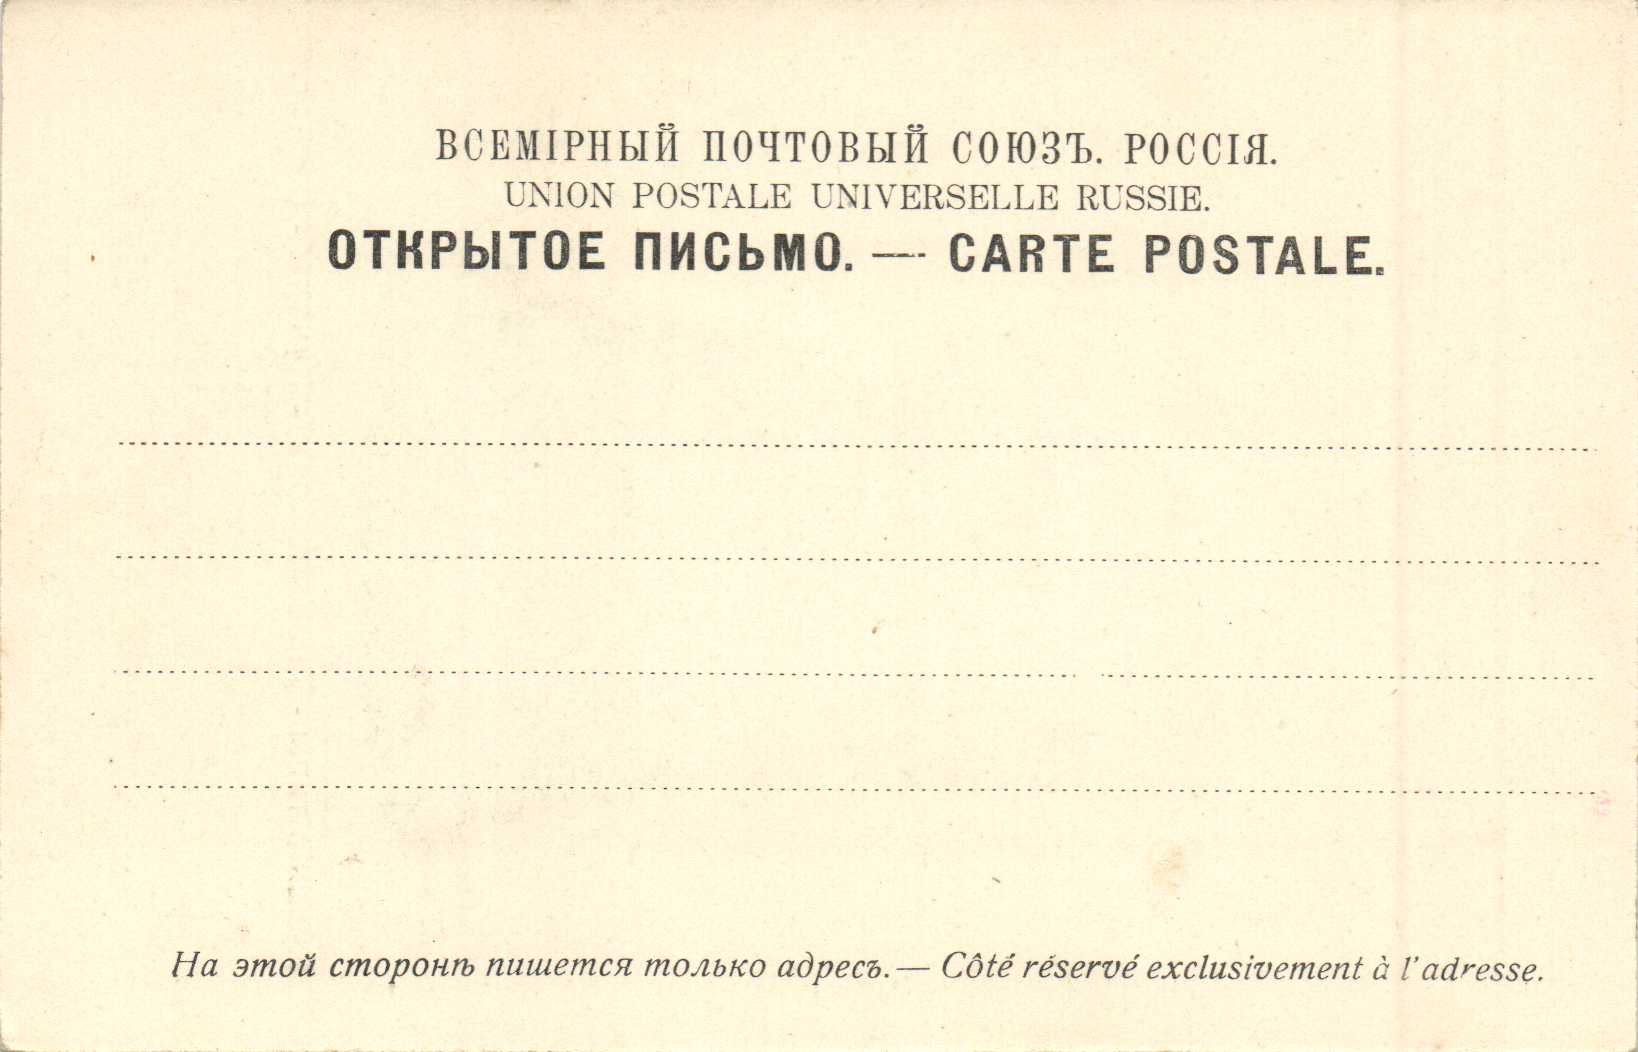 ВСЕМІРНЫЙ ПОЧТОВЫЙ СОЮЗЪ. РОССІЯ.
UNION POSTALE UNIVERSELLE RUSSIE.
ОТКРЫТОЕ ПИСЬМО. — CARTE POSTALE.
На этой сторонѣ пишется только адресъ. — Côté réservé exclusivement à l'adresse.